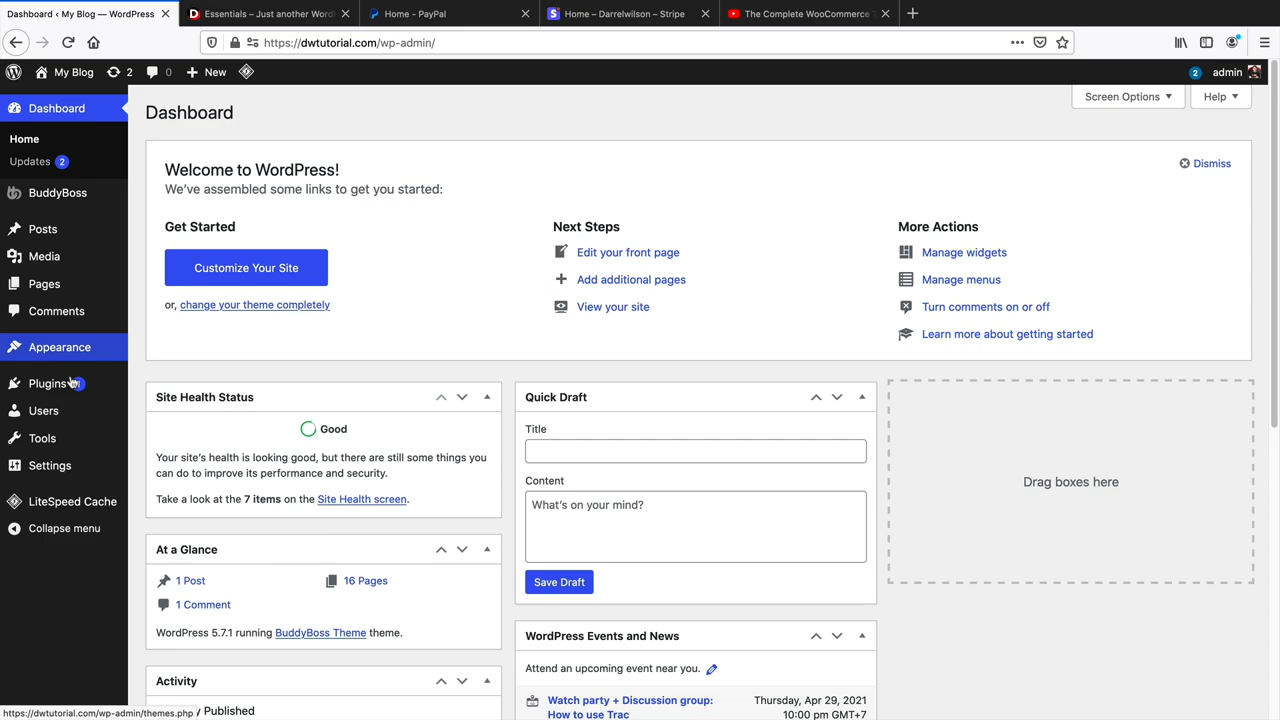 Dashboard ‹ My Blog — WordPress
Essentials – Just another Word
Home - PayPal
Home – Darrelwilson – Stripe
The Complete WooCommerce T
https://dwtutorial.com/wp-admin/
My Blog
2
0
New
2
admin
Dashboard
Home
Updates 2
BuddyBoss
Posts
Media
Pages
Comments
Appearance
Plugins
Users
Tools
Settings
LiteSpeed Cache
Collapse menu
Dashboard
Screen Options
Help
Welcome to WordPress!
We've assembled some links to get you started:
Dismiss
Get Started
Customize Your Site
or, change your theme completely
Next Steps
Edit your front page
Add additional pages
View your site
More Actions
Manage widgets
Manage menus
Turn comments on or off
Learn more about getting started
Site Health Status
Good
Your site's health is looking good, but there are still some things you
can do to improve its performance and security.
Take a look at the 7 items on the Site Health screen.
At a Glance
1 Post
16 Pages
1 Comment
WordPress 5.7.1 running BuddyBoss Theme theme.
Activity
y Published
Quick Draft
Title
Content
What's on your mind?
Save Draft
WordPress Events and News
Attend an upcoming event near you.
Watch party + Discussion group:
How to use Trac
Thursday, Apr 29, 2021
10:00 pm GMT+7
Drag boxes here
https://dwtutorial.com/wp-admin/themes.php